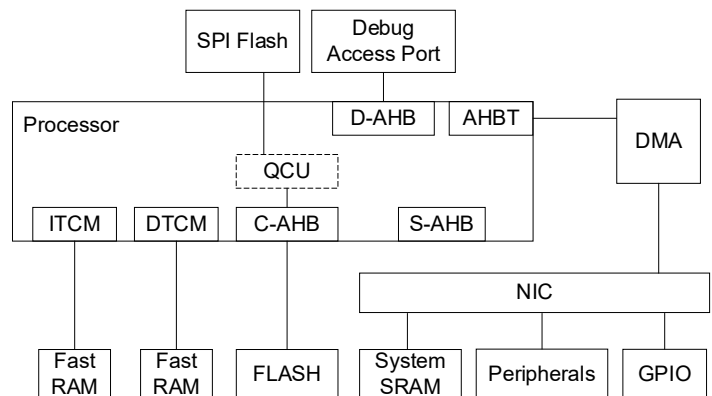 SPI Flash
Debug
Access Port
Processor
D-AHB
AHBT
DMA
QCU
ITCM
DTCM
C-AHB
S-AHB
NIC
Fast
RAM
Fast
RAM
FLASH
System
SRAM
Peripherals
GPIO